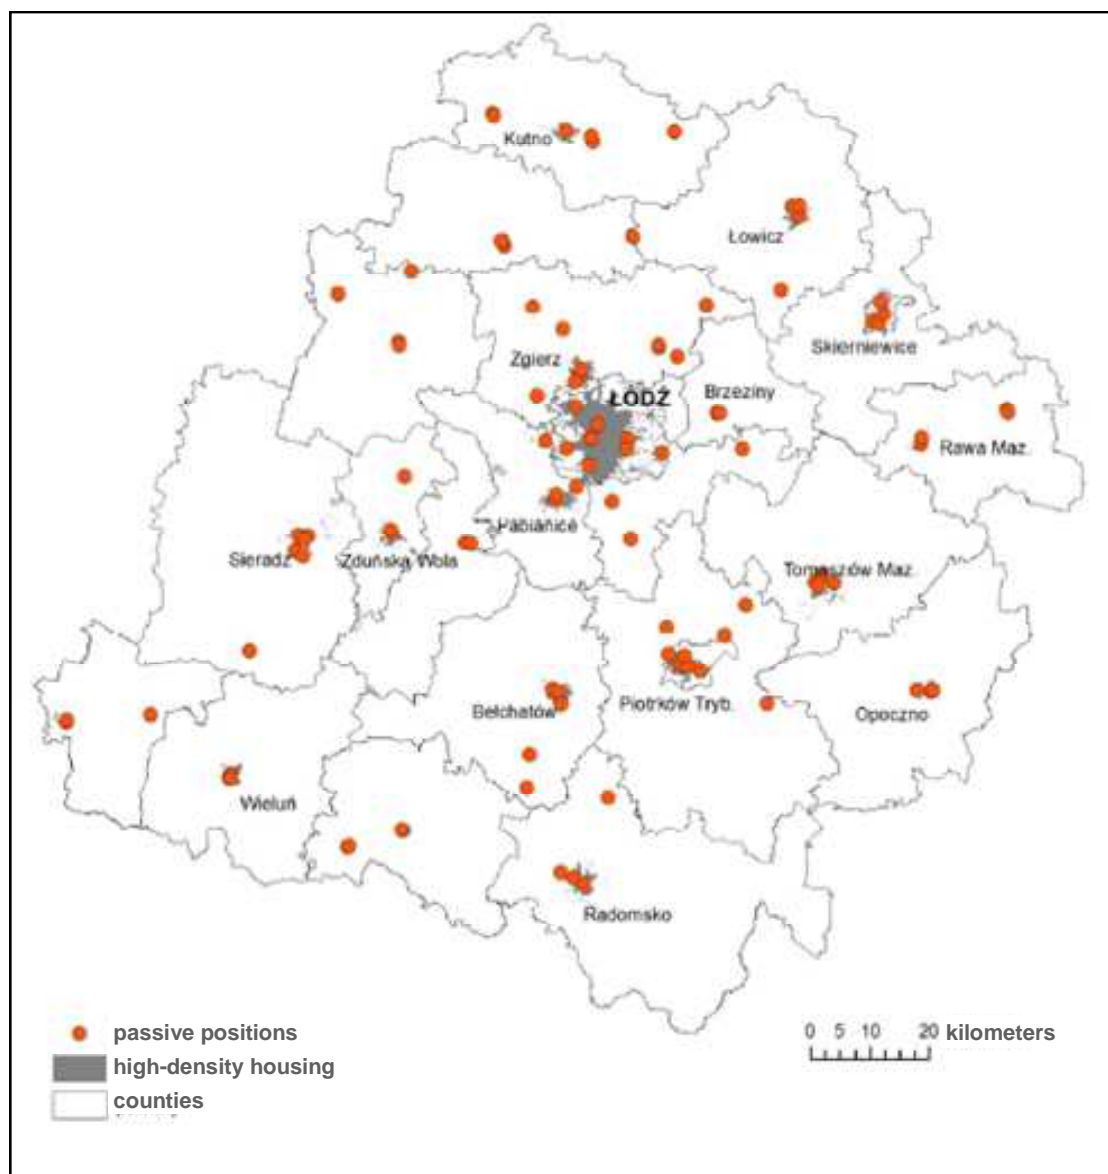 Kutno
Łowicz
Skierniewice
Zgierz
ŁÓDŹ
Brzeziny
Rawa Maz.
Pabianice
Sieradz
Zduńska Wola
Tomaszów Maz.
Bełchatów
Piotrków Tryb.
Opoczno
Wieluń
Radomsko
passive positions
high-density housing
counties
0 5 10 20 kilometers